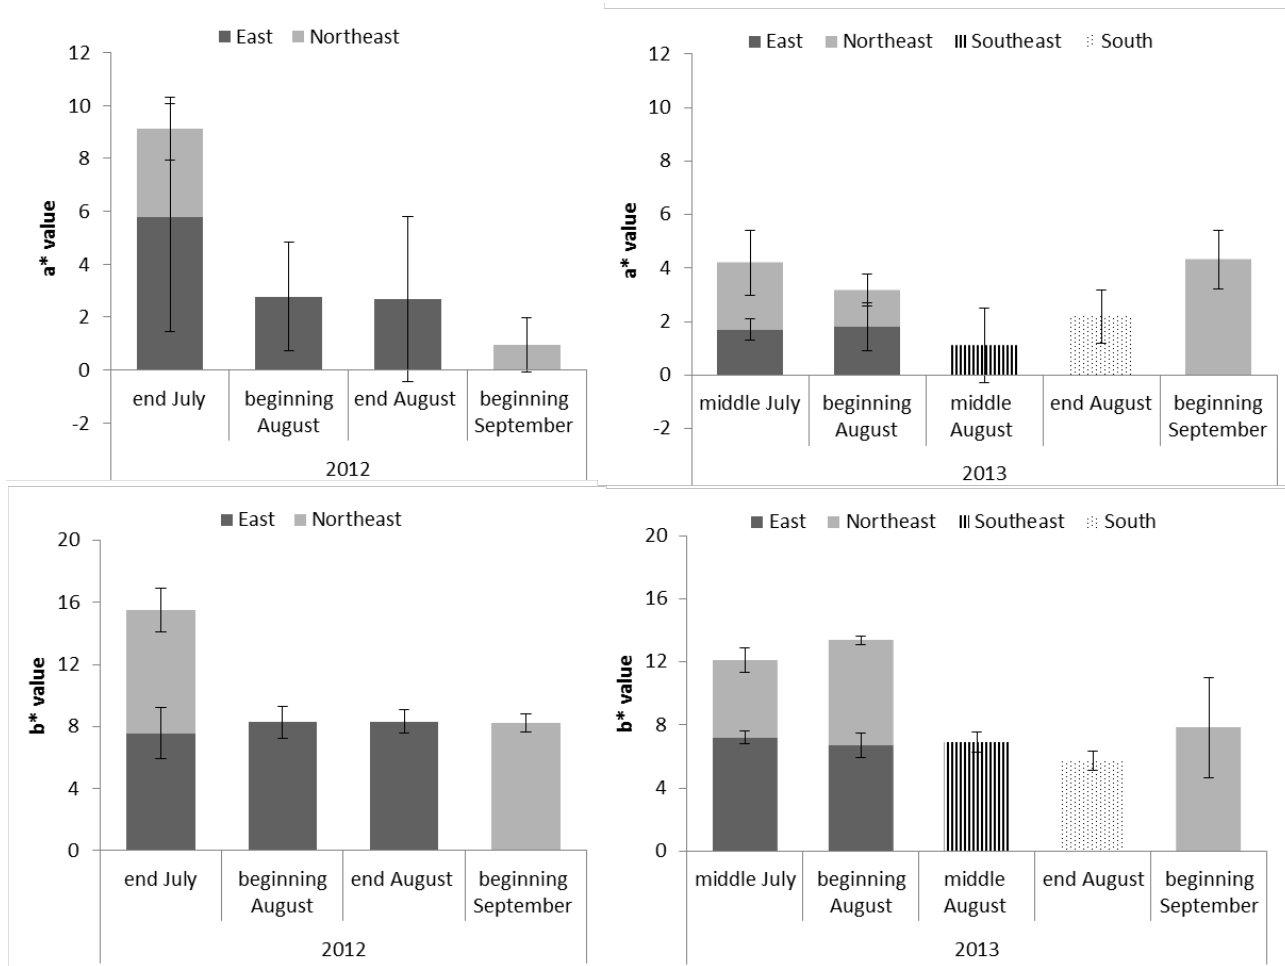 East Northeast
12
10
8
6
4
2
0
-2
a* value
end July beginning August end August beginning September
2012
East Northeast Southeast South
12
10
8
6
4
2
0
-2
a* value
middle July beginning August middle August end August beginning September
2013
East Northeast
20
16
12
8
4
0
b* value
end July beginning August end August beginning September
2012
East Northeast Southeast South
20
16
12
8
4
0
b* value
middle July beginning August middle August end August beginning September
2013